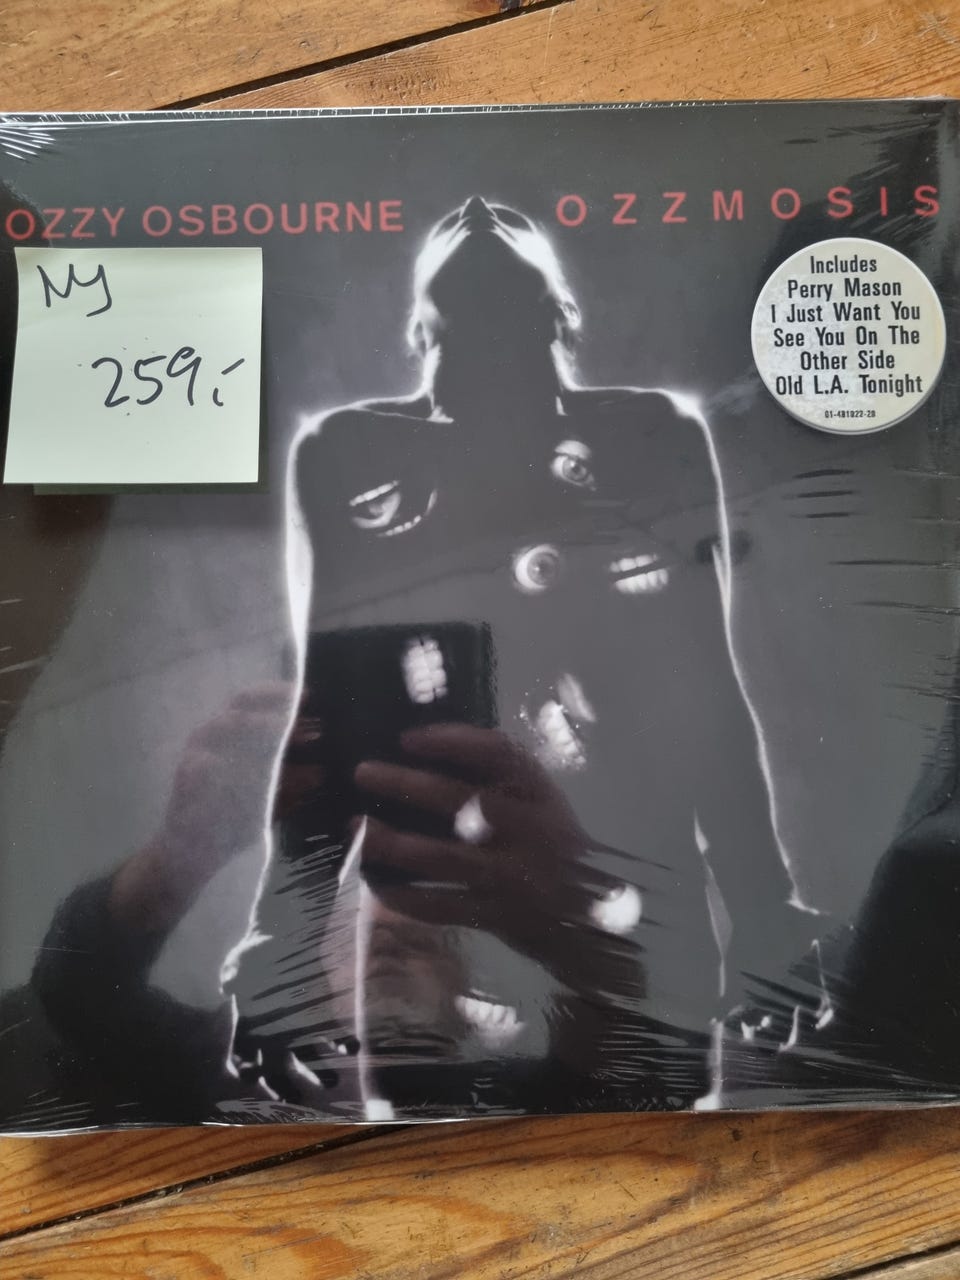 OZZY OSBOURNE OZZMOSIS
Ny
259:-
Includes
Perry Mason
I Just Want You
See You On The
Other Side
Old L.A. Tonight
01-481022-20